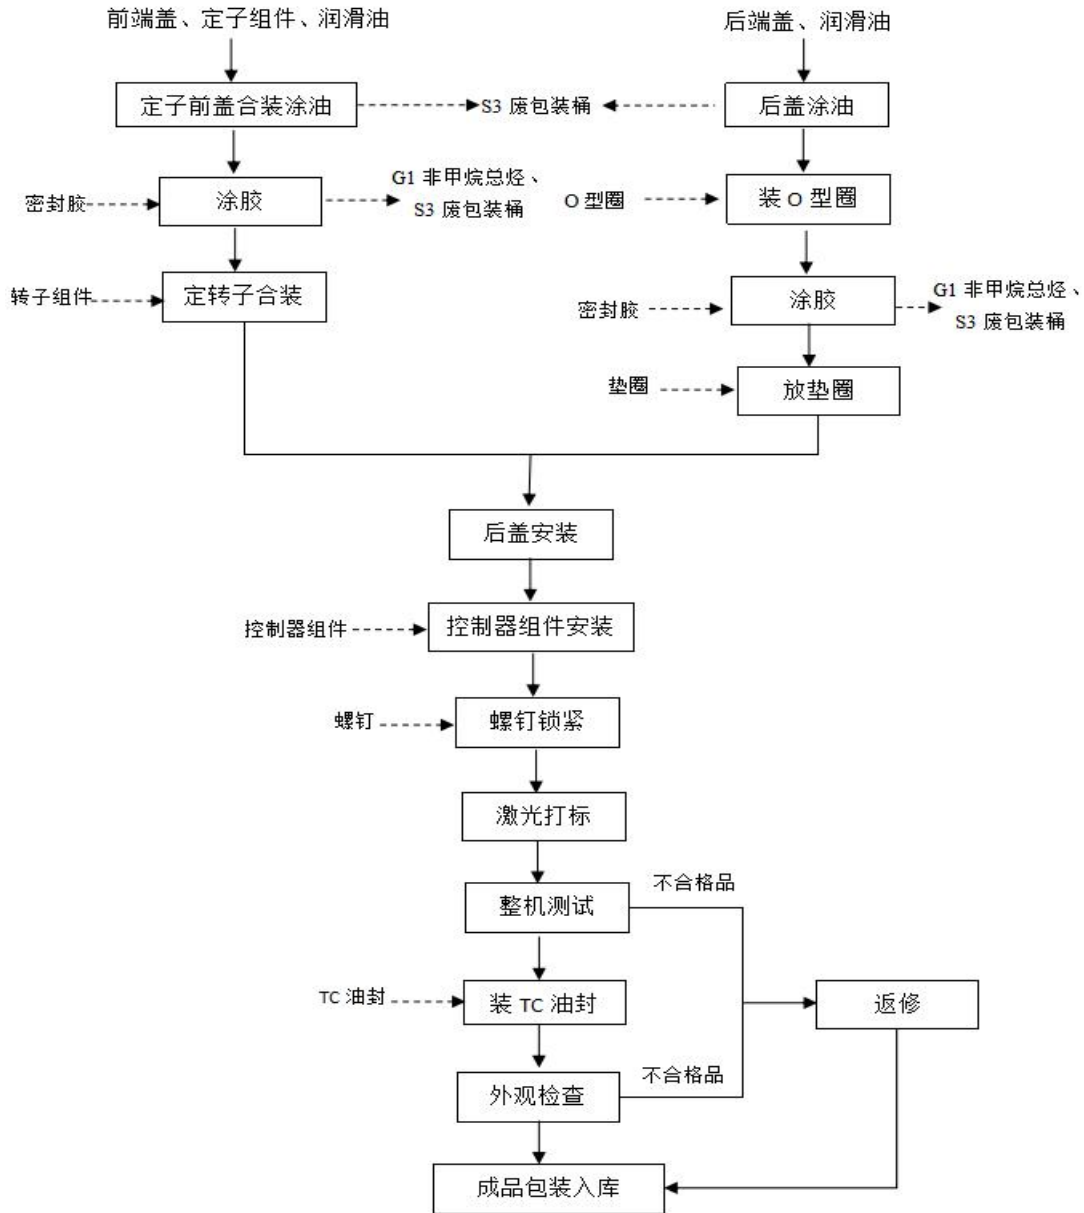 前端盖、定子组件、润滑油
后端盖、润滑油
定子前盖合装涂油
S3 废包装桶
后盖涂油
密封胶
涂胶
G1 非甲烷总烃、
S3 废包装桶
O 型圈
装 O 型圈
转子组件
定转子合装
密封胶
涂胶
G1 非甲烷总烃、
S3 废包装桶
垫圈
放垫圈
后盖安装
控制器组件
控制器组件安装
螺钉
螺钉锁紧
激光打标
整机测试
不合格品
TC 油封
装 TC 油封
返修
外观检查
不合格品
成品包装入库